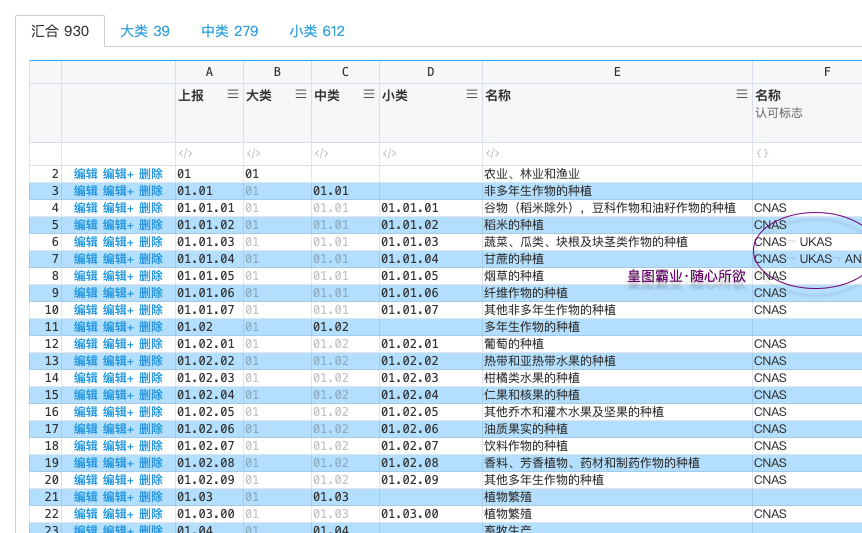 汇合 930 大类 39 中类 279 小类 612
A B C D E F
上报 大类 中类 小类 名称 名称
认可标志
</> </> </> </> </> {}
2 编辑 编辑+ 删除 01 01 农业、林业和渔业
3 编辑 编辑+ 删除 01.01 01 01.01 非多年生作物的种植
4 编辑 编辑+ 删除 01.01.01 01 01.01 01.01.01 谷物（稻米除外），豆科作物和油籽作物的种植 CNAS
5 编辑 编辑+ 删除 01.01.02 01 01.01 01.01.02 稻米的种植 CNAS
6 编辑 编辑+ 删除 01.01.03 01 01.01 01.01.03 蔬菜、瓜类、块根及块茎类作物的种植 CNAS UKAS
7 编辑 编辑+ 删除 01.01.04 01 01.01 01.01.04 甘蔗的种植 CNAS UKAS AN
8 编辑 编辑+ 删除 01.01.05 01 01.01 01.01.05 烟草的种植 皇图霸业·随心所欲 CNAS
9 编辑 编辑+ 删除 01.01.06 01 01.01 01.01.06 纤维作物的种植 CNAS
10 编辑 编辑+ 删除 01.01.07 01 01.01 01.01.07 其他非多年生作物的种植 CNAS
11 编辑 编辑+ 删除 01.02 01 01.02 多年生作物的种植
12 编辑 编辑+ 删除 01.02.01 01 01.02 01.02.01 葡萄的种植 CNAS
13 编辑 编辑+ 删除 01.02.02 01 01.02 01.02.02 热带和亚热带水果的种植 CNAS
14 编辑 编辑+ 删除 01.02.03 01 01.02 01.02.03 柑橘类水果的种植 CNAS
15 编辑 编辑+ 删除 01.02.04 01 01.02 01.02.04 仁果和核果的种植 CNAS
16 编辑 编辑+ 删除 01.02.05 01 01.02 01.02.05 其他乔木和灌木水果及坚果的种植 CNAS
17 编辑 编辑+ 删除 01.02.06 01 01.02 01.02.06 油质果实的种植 CNAS
18 编辑 编辑+ 删除 01.02.07 01 01.02 01.02.07 饮料作物的种植 CNAS
19 编辑 编辑+ 删除 01.02.08 01 01.02 01.02.08 香料、芳香植物、药材和制药作物的种植 CNAS
20 编辑 编辑+ 删除 01.02.09 01 01.02 01.02.09 其他多年生作物的种植 CNAS
21 编辑 编辑+ 删除 01.03 01 01.03 植物繁殖
22 编辑 编辑+ 删除 01.03.00 01 01.03 01.03.00 植物繁殖 CNAS
23 编辑 编辑+ 删除 01.04 01 01.04 畜牧生产